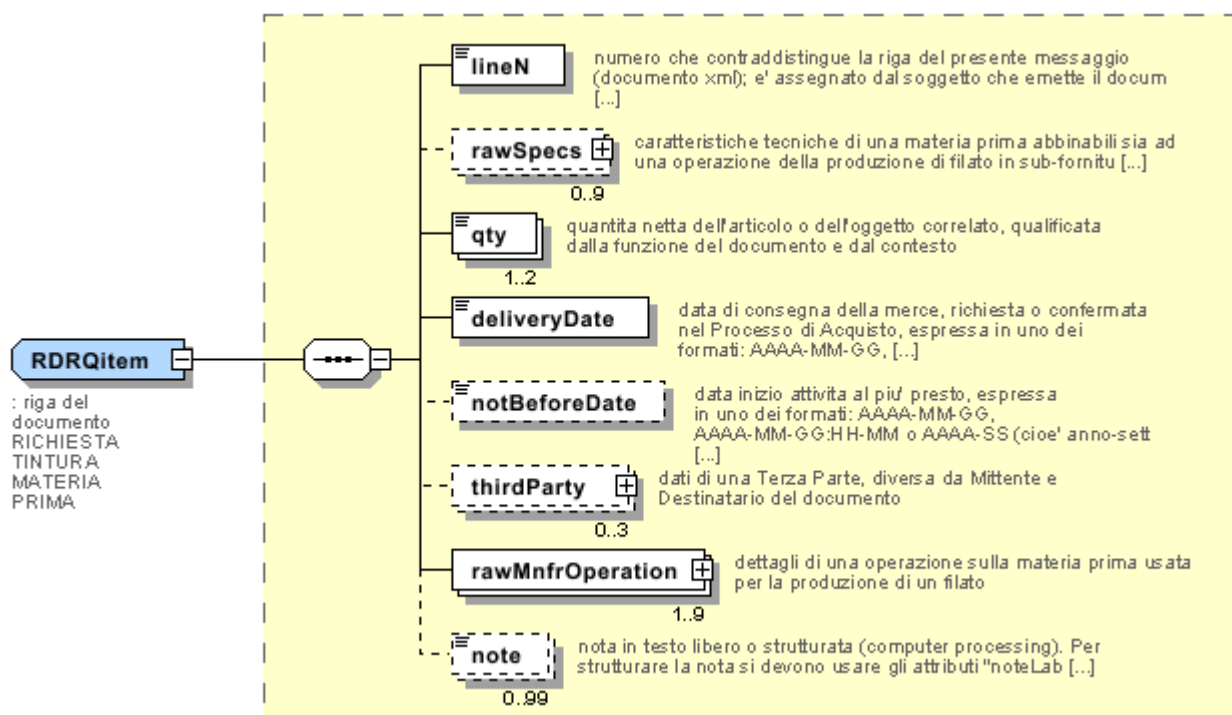 lineN
numero che contraddistingue la riga del presente messaggio
(documento xml); e' assegnato dal soggetto che emette il docum
[...]
rawSpecs
caratteristiche tecniche di una materia prima abbinabili sia ad
una operazione della produzione di filato in sub-fornitu [...]
0..9
qty
quantita netta dell'articolo o dell'oggetto correlato, qualificata
dalla funzione del documento e dal contesto
1..2
deliveryDate
data di consegna della merce, richiesta o confermata
nel Processo di Acquisto, espressa in uno dei
formati: AAAA-MM-GG, [...]
RDRQitem
: riga del
documento
RICHIESTA
TINTURA
MATERIA
PRIMA
notBeforeDate
data inizio attivita al piu' presto, espressa
in uno dei formati: AAAA-MM-GG,
AAAA-MM-GG:HH-MM o AAAA-SS (cioe' anno-sett
[...]
thirdParty
dati di una Terza Parte, diversa da Mittente e
Destinatario del documento
0..3
rawMnfrOperation
dettagli di una operazione sulla materia prima usata
per la produzione di un filato
1..9
note
nota in testo libero o strutturata (computer processing). Per
strutturare la nota si devono usare gli attributi "noteLab [...]
0..99